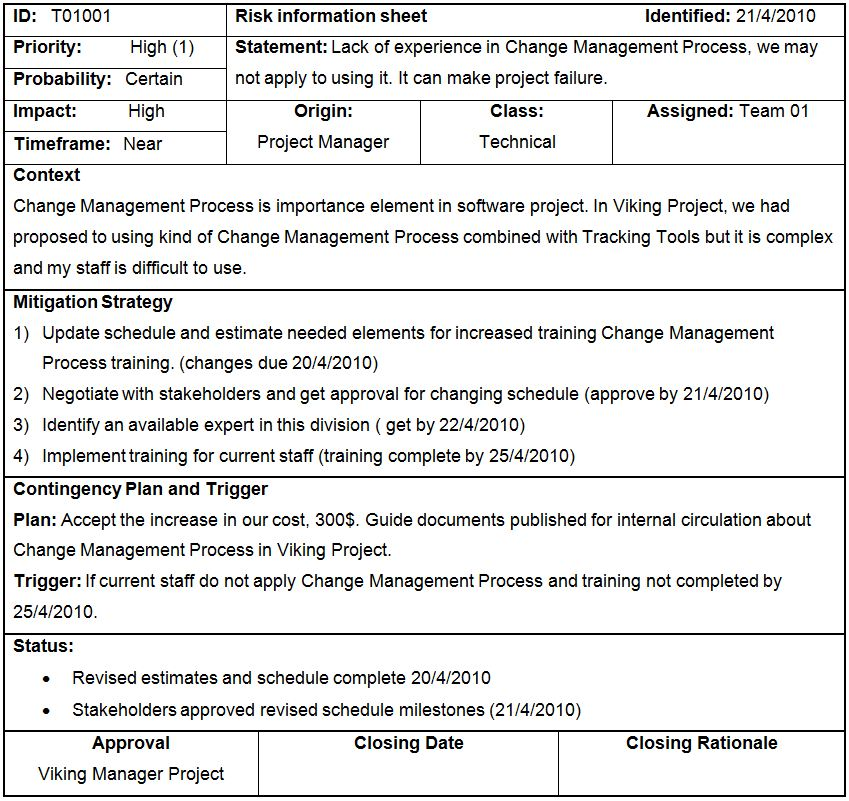 ID: T01001
Risk information sheet
Identified: 21/4/2010
Priority: High (1)
Probability: Certain
Statement: Lack of experience in Change Management Process, we may
not apply to using it. It can make project failure.
Impact: High
Timeframe: Near
Origin:
Project Manager
Class:
Technical
Assigned: Team 01
Context
Change Management Process is importance element in software project. In Viking Project, we had
proposed to using kind of Change Management Process combined with Tracking Tools but it is complex
and my staff is difficult to use.
Mitigation Strategy
1) Update schedule and estimate needed elements for increased training Change Management
Process training. (changes due 20/4/2010)
2) Negotiate with stakeholders and get approval for changing schedule (approve by 21/4/2010)
3) Identify an available expert in this division ( get by 22/4/2010)
4) Implement training for current staff (training complete by 25/4/2010)
Contingency Plan and Trigger
Plan: Accept the increase in our cost, 300$. Guide documents published for internal circulation about
Change Management Process in Viking Project.
Trigger: If current staff do not apply Change Management Process and training not completed by
25/4/2010.
Status:
• Revised estimates and schedule complete 20/4/2010
• Stakeholders approved revised schedule milestones (21/4/2010)
Approval
Viking Manager Project
Closing Date
Closing Rationale